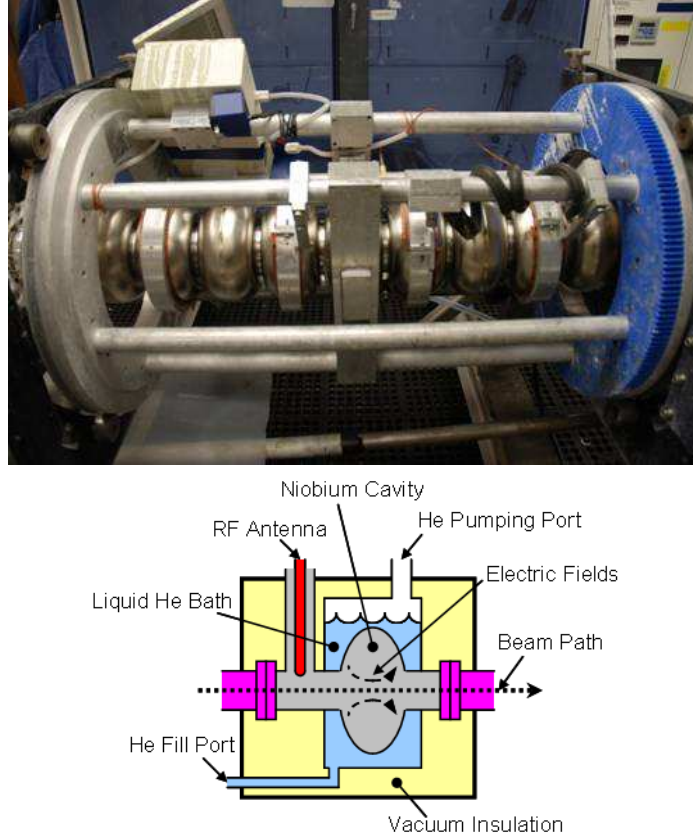 Niobium Cavity
RF Antenna
He Pumping Port
Electric Fields
Liquid He Bath
Beam Path
He Fill Port
Vacuum Insulation